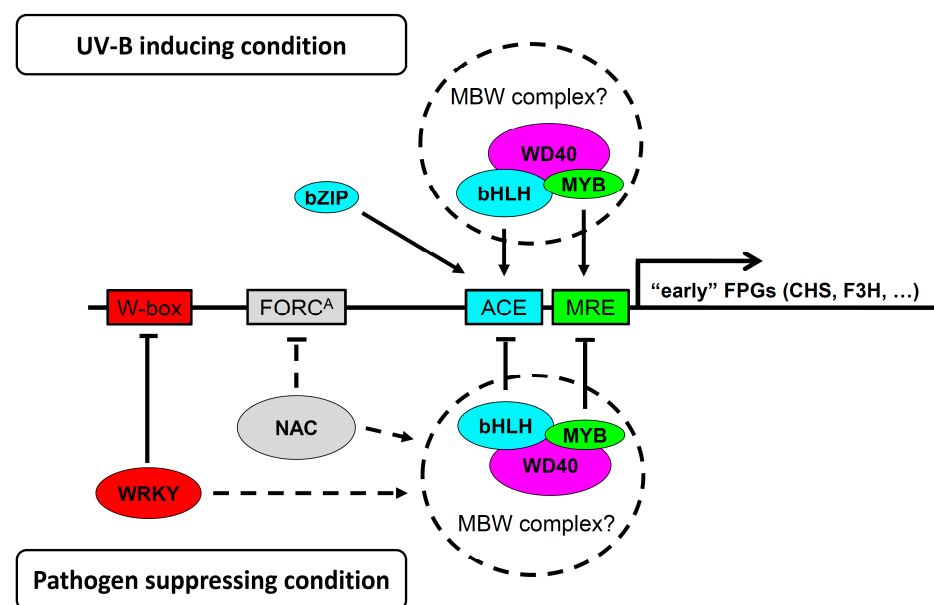 UV-B inducing condition
MBW complex?
WD40
bHLH
MYB
bZIP
“early” FPGs (CHS, F3H, …)
W-box
FORCᴬ
ACE
MRE
NAC
bHLH
MYB
WD40
WRKY
MBW complex?
Pathogen suppressing condition